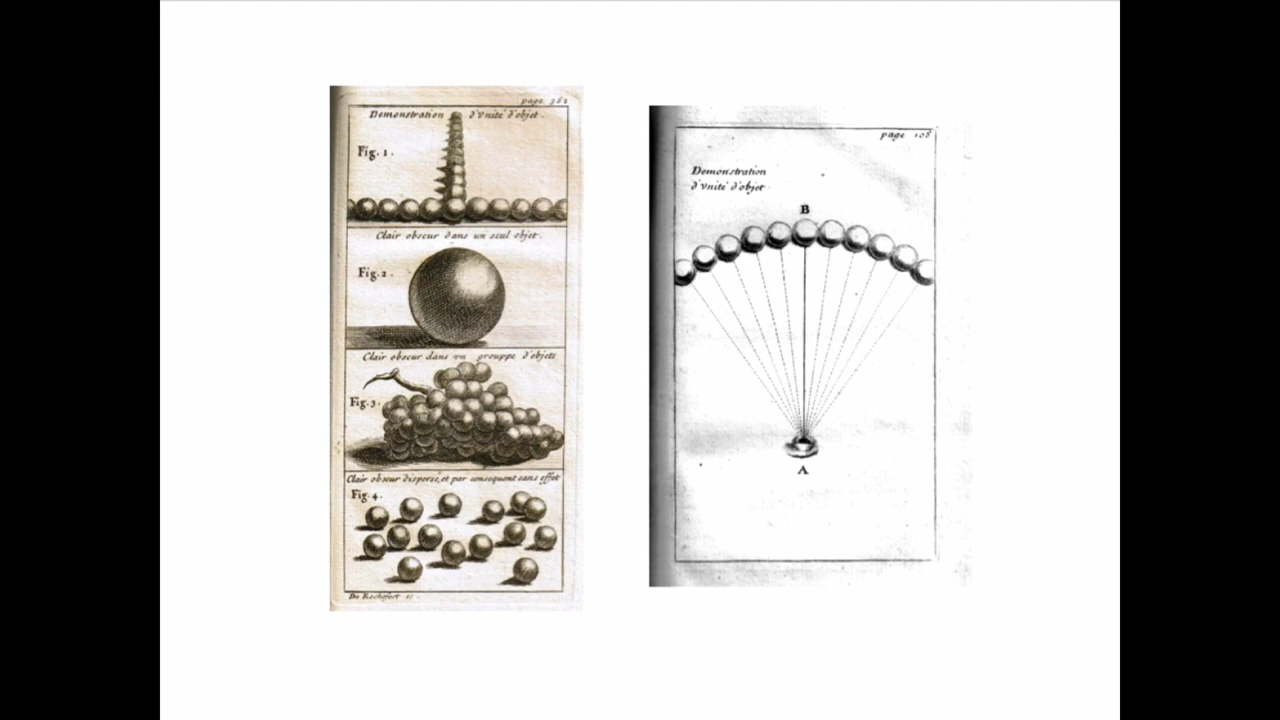 page 382
Demonstration d'vnité d'objet.
Fig. 1.
Clair obscur dans un seul objet.
Fig. 2.
Clair obscur dans vn grouppe d'objets
Fig. 3.
Clair obscur disperse, et par consequent sans effet
Fig. 4.
De Rochefort
page 108
Demonstration
d'vnité d'objet
B
A